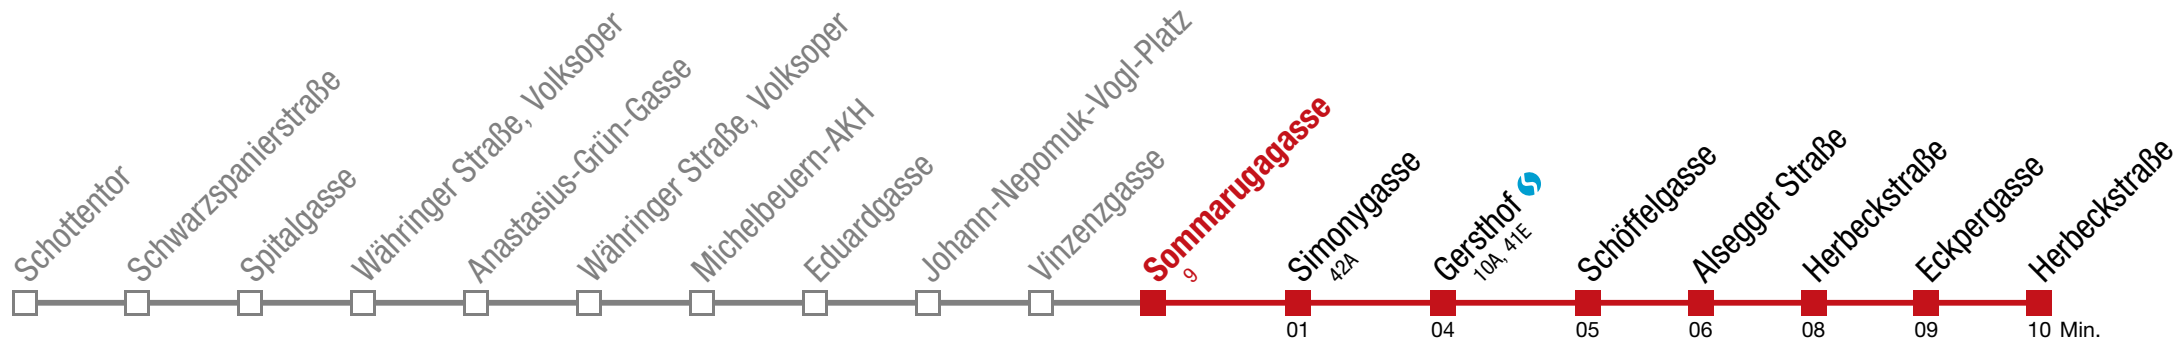 Schottentor
Schwarzspanierstraße
Spitalgasse
Währinger Straße, Volksoper
Anastasius-Grün-Gasse
Währinger Straße, Volksoper
Michelbeuern-AKH
Eduardgasse
Johann-Nepomuk-Vogl-Platz
Vinzenzgasse
Sommarugagasse
9
Simonygasse
42A
Gersthof
10A, 41E
Schöffelgasse
Alsegger Straße
Herbeckstraße
Eckpergasse
Herbeckstraße
01 04 05 06 08 09 10 Min.